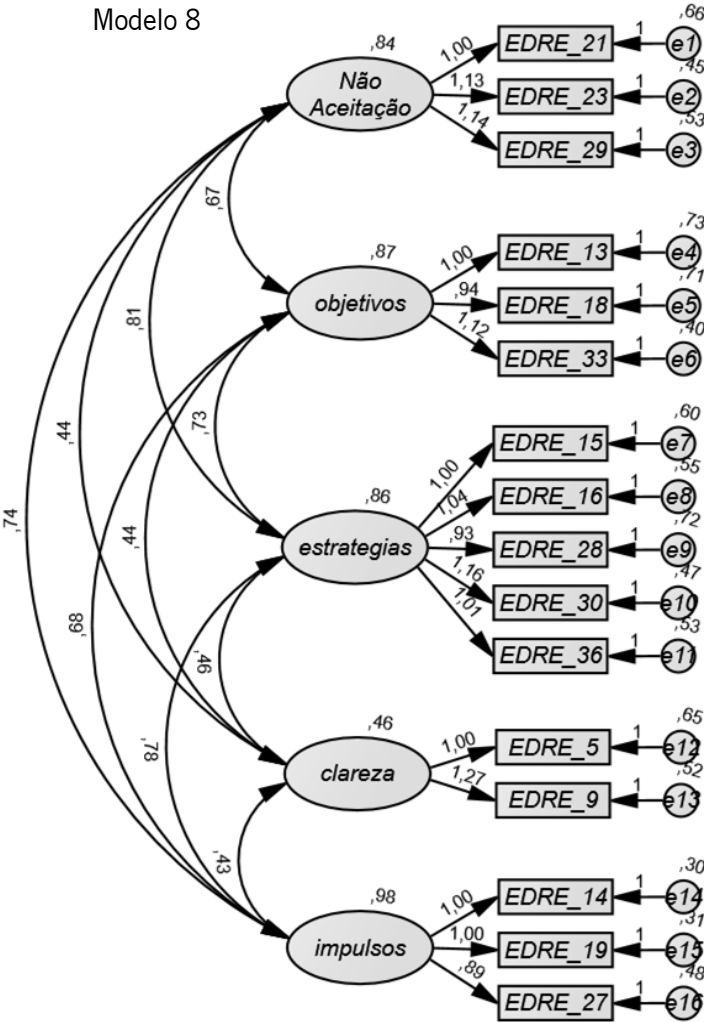 Modelo 8
,84
Não
Aceitação
1,00
EDRE_21
1
,66
e1
1,13
EDRE_23
1
,45
e2
1,14
EDRE_29
1
,53
e3
,67
,87
objetivos
1,00
EDRE_13
1
,73
e4
,94
EDRE_18
1
,71
e5
1,12
EDRE_33
1
,40
e6
,81
,44
,73
,74
,44
,68
,86
estrategias
1,00
EDRE_15
1
,60
e7
1,04
EDRE_16
1
,55
e8
,93
EDRE_28
1
,72
e9
1,16
EDRE_30
1
,47
e10
1,01
EDRE_36
1
,53
e11
,46
,78
,46
clareza
1,00
EDRE_5
1
,65
e12
1,27
EDRE_9
1
,52
e13
,43
,98
impulsos
1,00
EDRE_14
1
,30
e14
1,00
EDRE_19
1
,31
e15
,89
EDRE_27
1
,48
e16